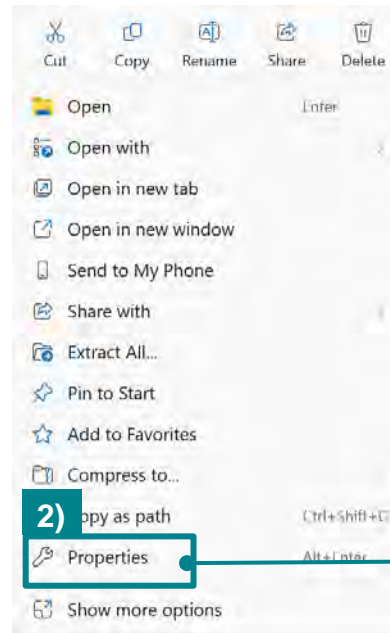 Cut Copy Rename Share Delete
Open Enter
Open with
Open in new tab
Open in new window
Send to My Phone
Share with
Extract All...
Pin to Start
Add to Favorites
Compress to...
2) opy as path Ctrl+Shift+C
Properties Alt+Enter
Show more options